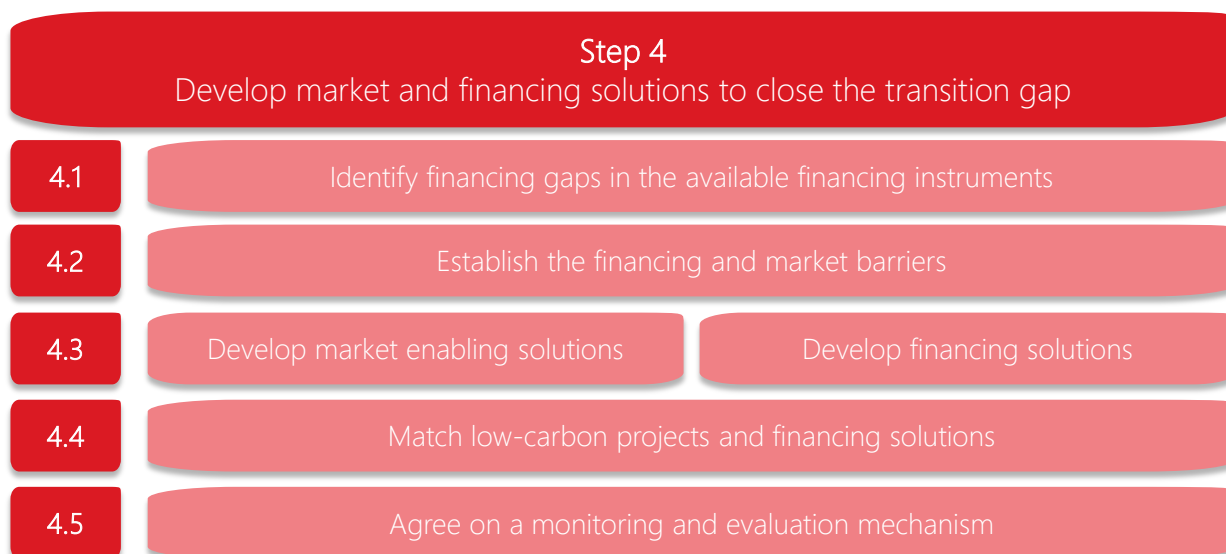 Step 4
Develop market and financing solutions to close the transition gap
4.1
Identify financing gaps in the available financing instruments
4.2
Establish the financing and market barriers
4.3
Develop market enabling solutions
Develop financing solutions
4.4
Match low-carbon projects and financing solutions
4.5
Agree on a monitoring and evaluation mechanism